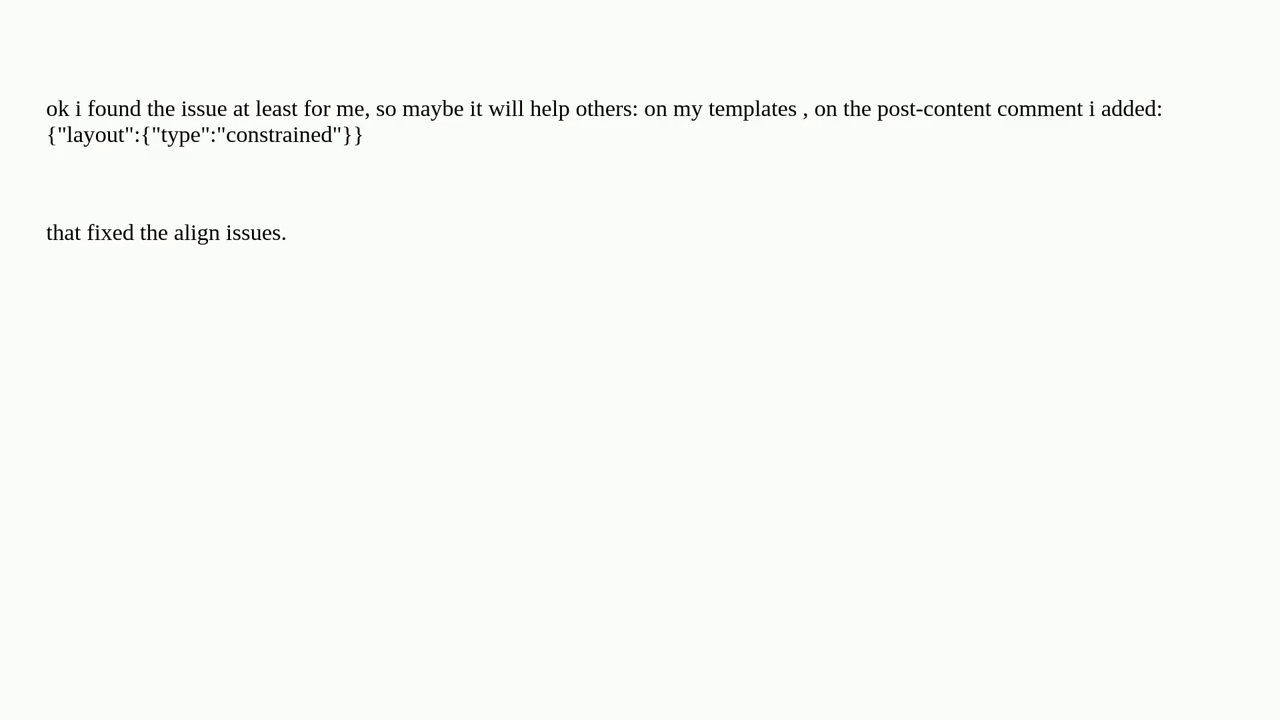 ok i found the issue at least for me, so maybe it will help others: on my templates , on the post-content comment i added:
{"layout":{"type":"constrained"}}
that fixed the align issues.